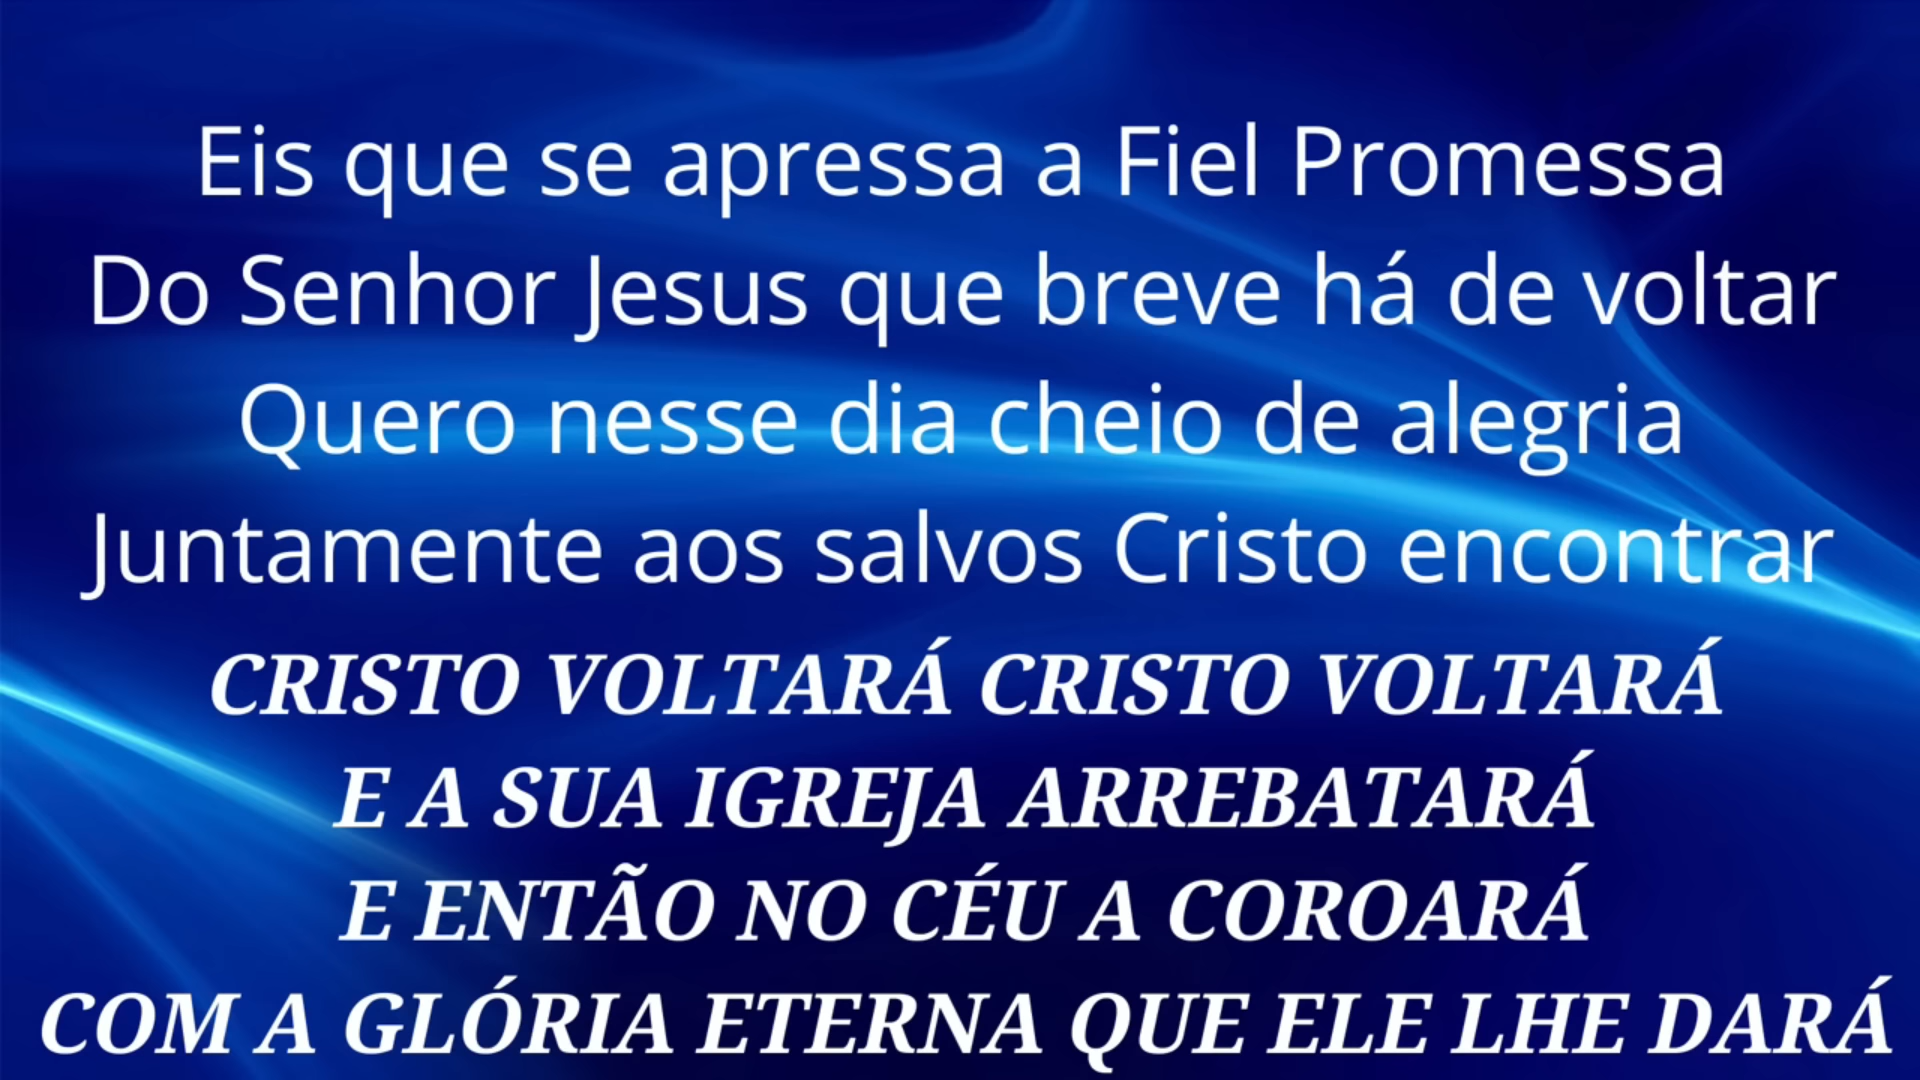 Eis que se apressa a Fiel Promessa
Do Senhor Jesus que breve há de voltar
Quero nesse dia cheio de alegria
Juntamente aos salvos Cristo encontrar
CRISTO VOLTARÁ CRISTO VOLTARÁ
E A SUA IGREJA ARREBATARÁ
E ENTÃO NO CÉU A COROARÁ
COM A GLÓRIA ETERNA QUE ELE LHE DARÁ